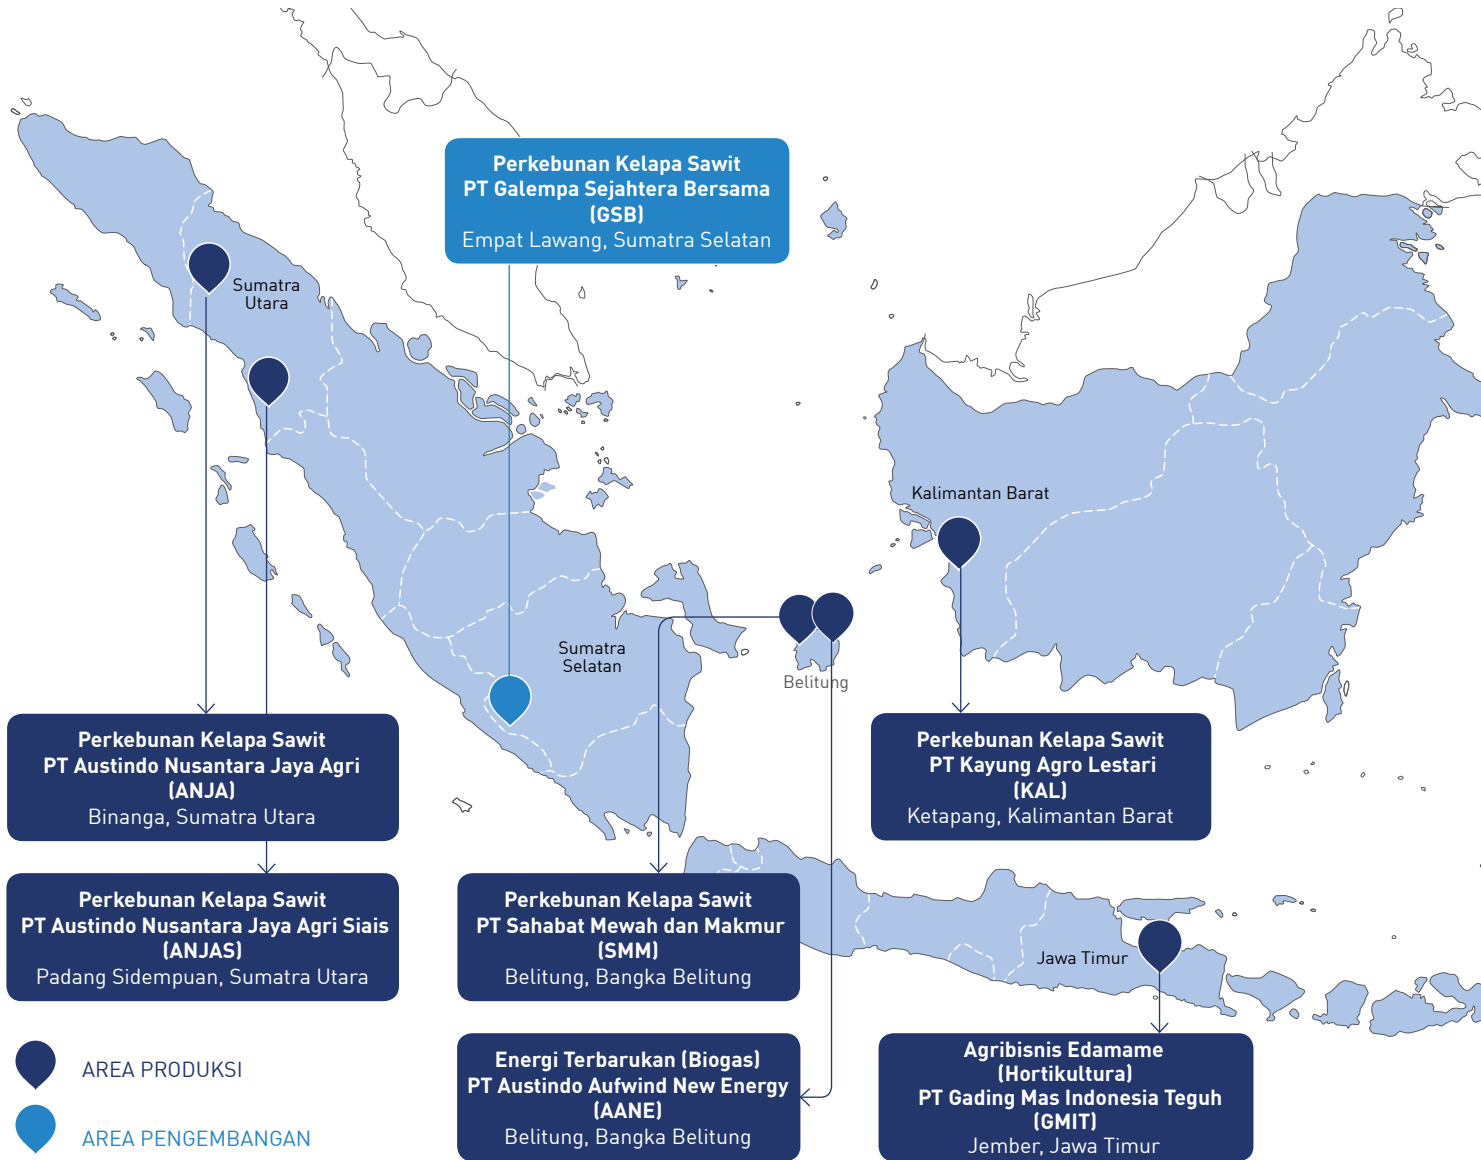 Perkebunan Kelapa Sawit
PT Galempa Sejahtera Bersama
(GSB)
Empat Lawang, Sumatra Selatan
Sumatra
Utara
Kalimantan Barat
Sumatra
Selatan
Belitung
Perkebunan Kelapa Sawit
PT Austindo Nusantara Jaya Agri
(ANJA)
Binanga, Sumatra Utara
Perkebunan Kelapa Sawit
PT Kayung Agro Lestari
(KAL)
Ketapang, Kalimantan Barat
Perkebunan Kelapa Sawit
PT Austindo Nusantara Jaya Agri Siais
(ANJAS)
Padang Sidempuan, Sumatra Utara
Perkebunan Kelapa Sawit
PT Sahabat Mewah dan Makmur
(SMM)
Belitung, Bangka Belitung
Jawa Timur
Energi Terbarukan (Biogas)
PT Austindo Aufwind New Energy
(AANE)
Belitung, Bangka Belitung
Agribisnis Edamame
(Hortikultura)
PT Gading Mas Indonesia Teguh
(GMIT)
Jember, Jawa Timur
AREA PRODUKSI
AREA PENGEMBANGAN